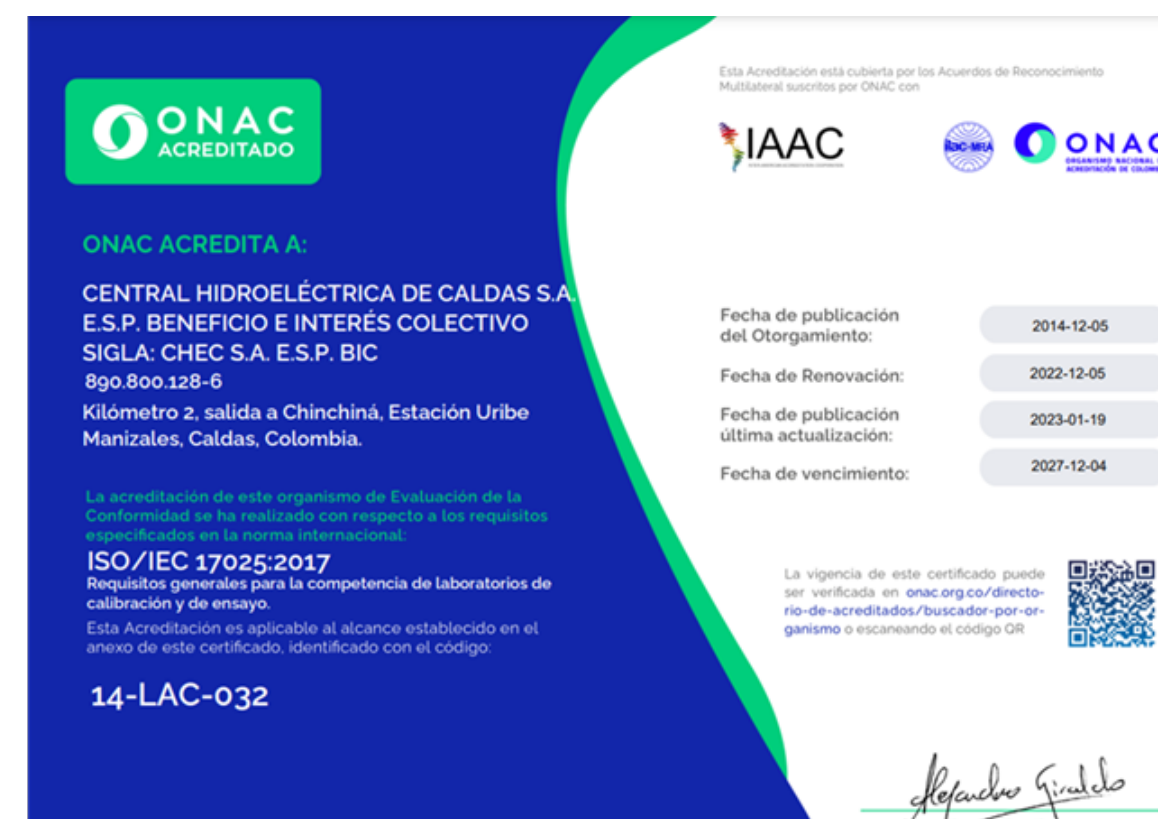 ONAC
ACREDITADO
ONAC ACREDITA A:
CENTRAL HIDROELÉCTRICA DE CALDAS S.A.
E.S.P. BENEFICIO E INTERÉS COLECTIVO
SIGLA: CHEC S.A. E.S.P. BIC
890.800.128-6
Kilómetro 2, salida a Chinchiná, Estación Uribe
Manizales, Caldas, Colombia.
La acreditación de este organismo de Evaluación de la
Conformidad se ha realizado con respecto a los requisitos
especificados en la norma internacional:
ISO/IEC 17025:2017
Requisitos generales para la competencia de laboratorios de
calibración y de ensayo.
Esta Acreditación es aplicable al alcance establecido en el
anexo de este certificado, identificado con el código:
14-LAC-032
Esta Acreditación está cubierta por los Acuerdos de Reconocimiento
Multilateral suscritos por ONAC con
IAAC
ilac-MRA
ONAC
ORGANISMO NACIONAL
ACREDITACIÓN DE
Fecha de publicación
del Otorgamiento:
2014-12-05
Fecha de Renovación:
2022-12-05
Fecha de publicación
última actualización:
2023-01-19
Fecha de vencimiento:
2027-12-04
La vigencia de este certificado puede
ser verificada en onac.org.co/directo-
rio-de-acreditados/buscador-por-or-
ganismo o escaneando el código QR
Alejandro Giraldo